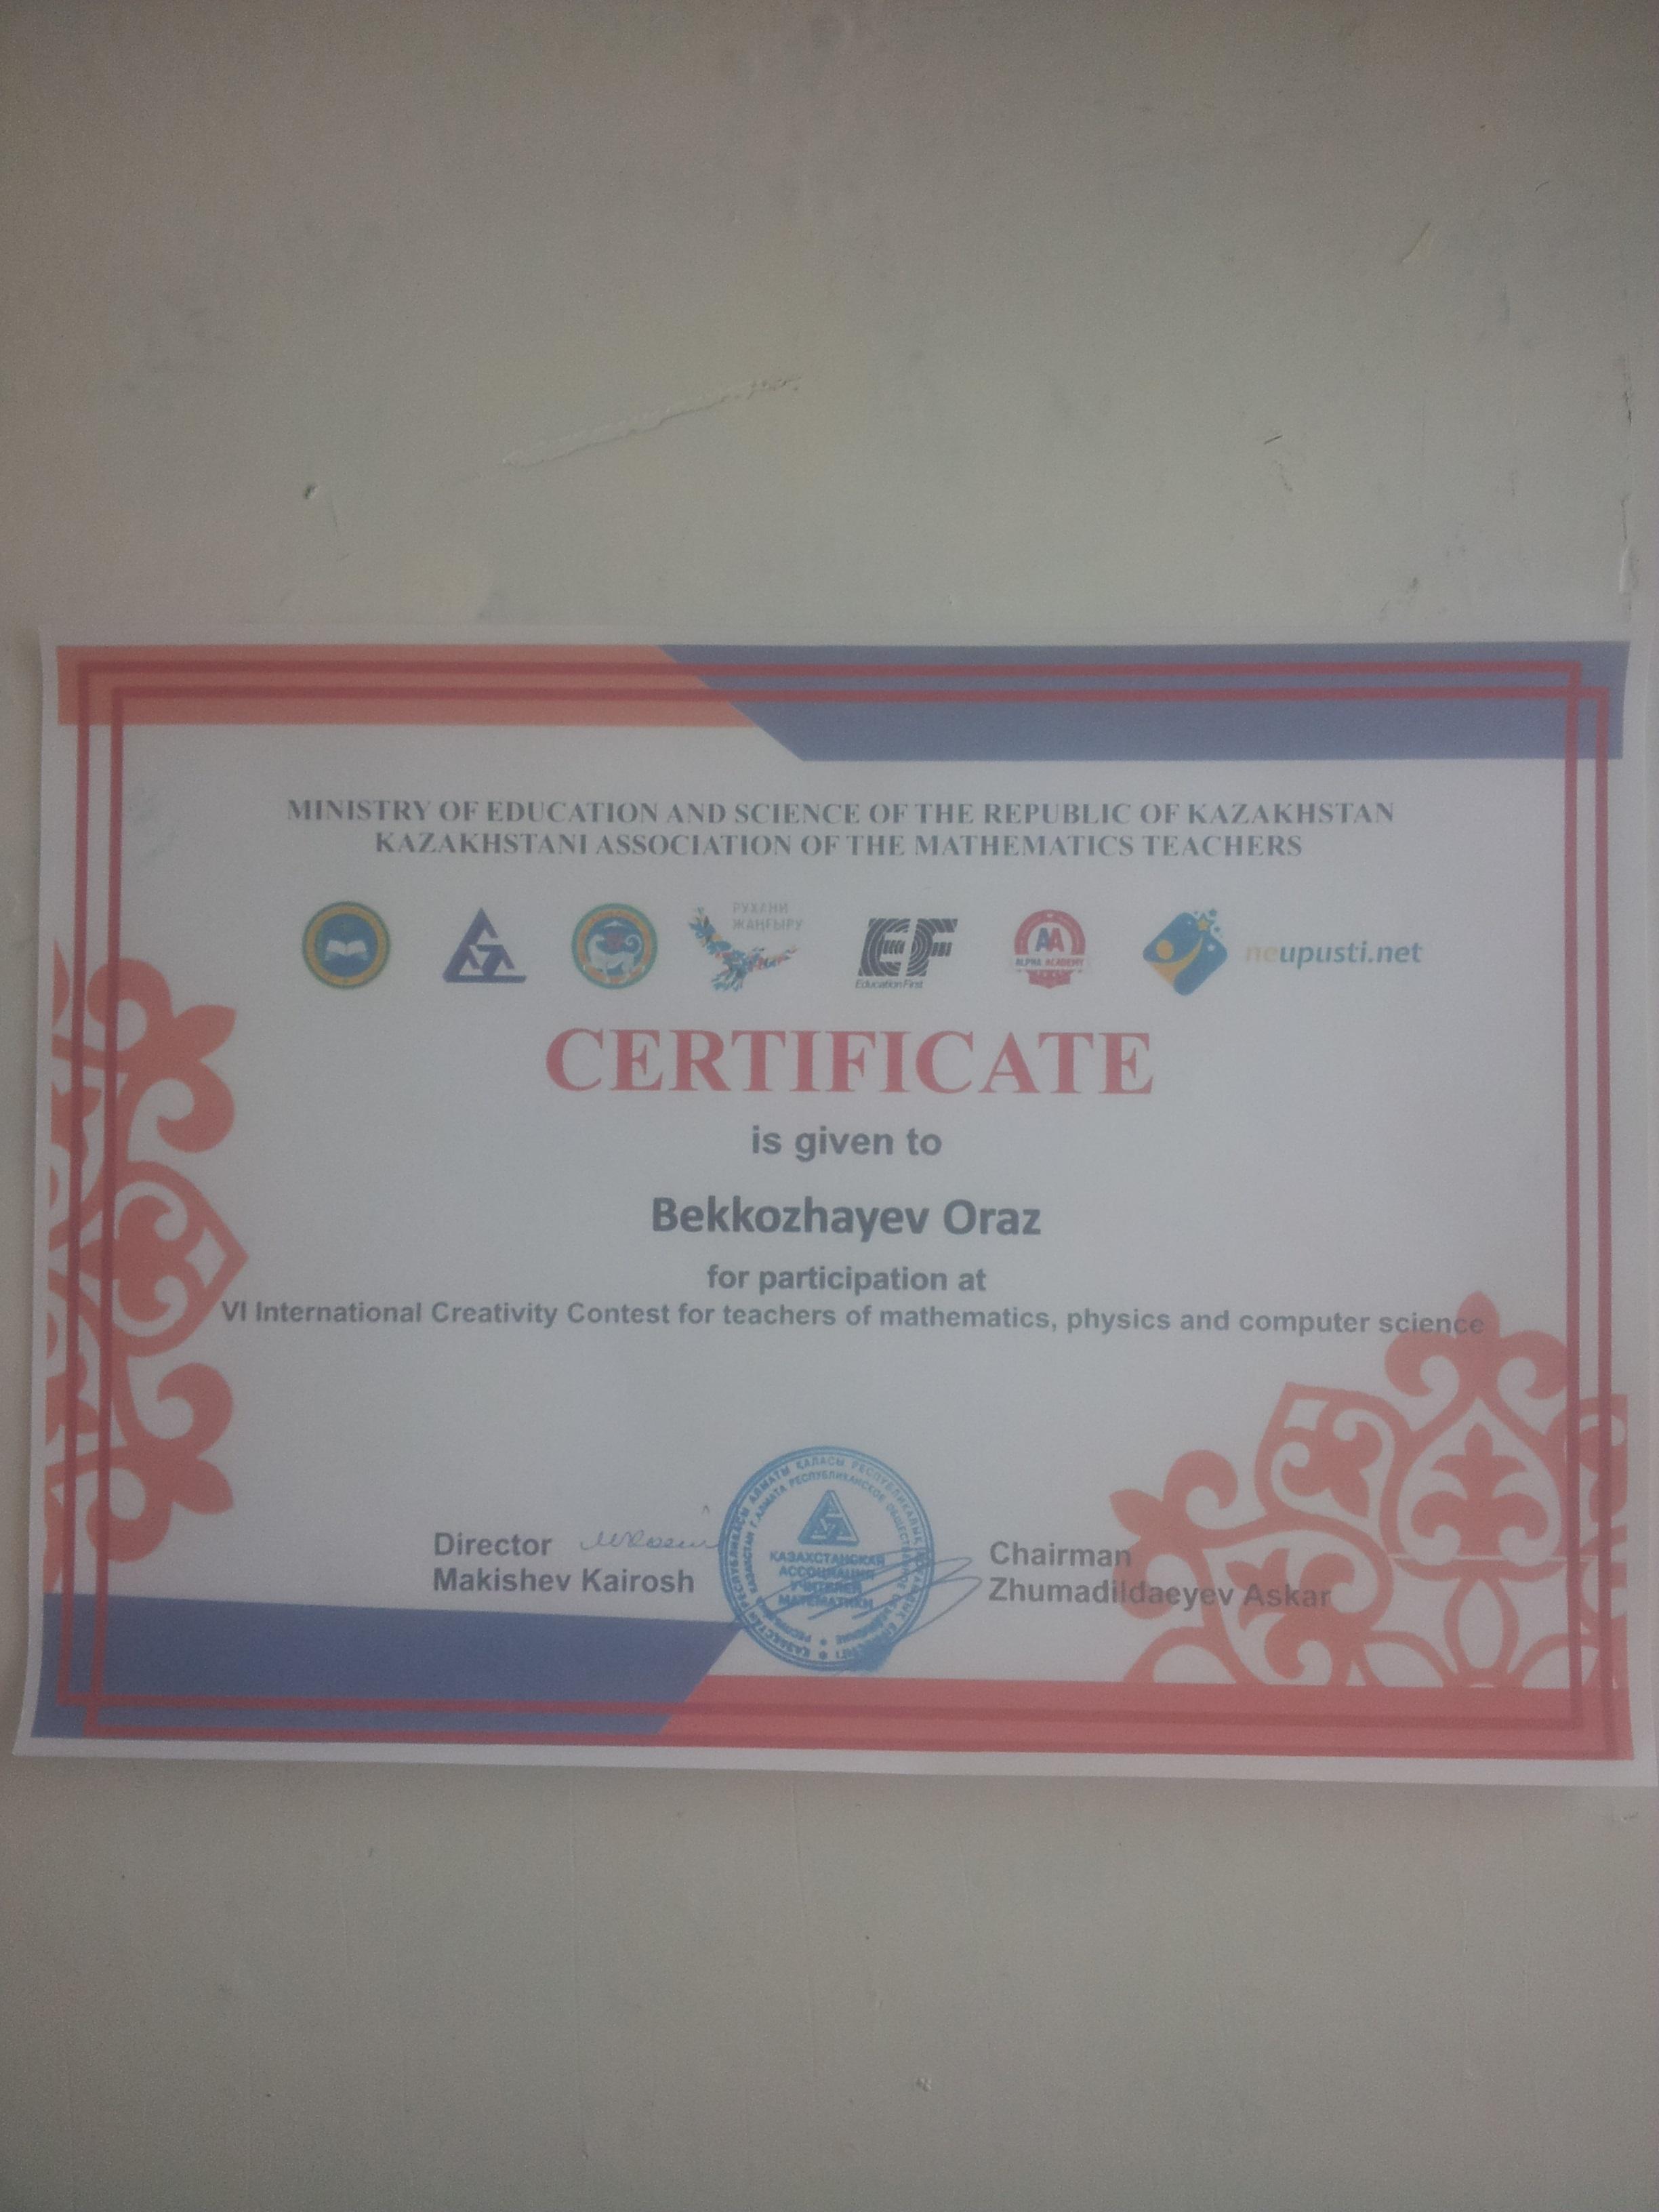 MINISTRY OF EDUCATION AND SCIENCE OF THE REPUBLIC OF KAZAKHSTAN
KAZAKHSTANI ASSOCIATION OF THE MATHEMATICS TEACHERS
РУХАНИ
ЖАҢҒЫРУ
EF
Education First
AA
ALPHA ACADEMY
neupusti.net
CERTIFICATE
is given to
Bekkozhayev Oraz
for participation at
VI International Creativity Contest for teachers of mathematics, physics and computer science
Director
Makishev Kairosh
КАЗАХСТАНСКАЯ
АССОЦИАЦИЯ
УЧИТЕЛЕЙ
МАТЕМАТИКИ
Chairman
Zhumadildaeyev Askar